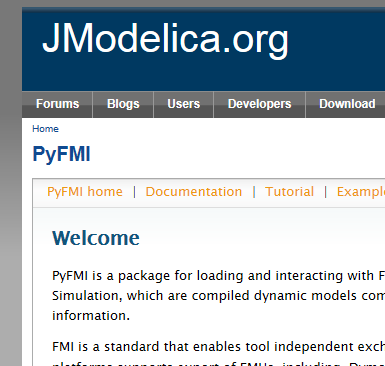 JModelica.org
Forums Blogs Users Developers Download
Home
PyFMI
PyFMI home | Documentation | Tutorial | Example
Welcome
PyFMI is a package for loading and interacting with F
Simulation, which are compiled dynamic models com
information.
FMI is a standard that enables tool independent exch